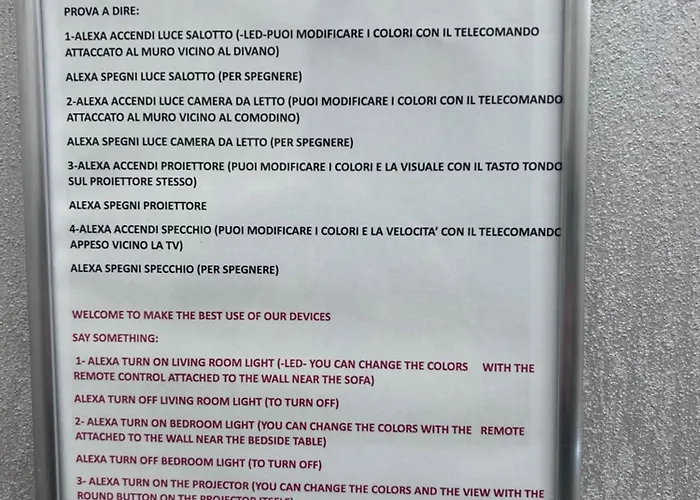 PROVA A DIRE:
1-ALEXA ACCENDI LUCE SALOTTO (-LED-PUOI MODIFICARE I COLORI CON IL TELECOMANDO
ATTACCATO AL MURO VICINO AL DIVANO)
ALEXA SPEGNI LUCE SALOTTO (PER SPEGNERE)
2-ALEXA ACCENDI LUCE CAMERA DA LETTO (PUOI MODIFICARE I COLORI CON IL TELECOMANDO
ATTACCATO AL MURO VICINO AL COMODINO)
ALEXA SPEGNI LUCE CAMERA DA LETTO (PER SPEGNERE)
3-ALEXA ACCENDI PROIETTORE (PUOI MODIFICARE I COLORI E LA VISUALE CON IL TASTO TONDO
SUL PROIETTORE STESSO)
ALEXA SPEGNI PROIETTORE
4-ALEXA ACCENDI SPECCHIO (PUOI MODIFICARE I COLORI E LA VELOCITA' CON IL TELECOMANDO
APPESO VICINO LA TV)
ALEXA SPEGNI SPECCHIO (PER SPEGNERE)
WELCOME TO MAKE THE BEST USE OF OUR DEVICES
SAY SOMETHING:
1- ALEXA TURN ON LIVING ROOM LIGHT (-LED- YOU CAN CHANGE THE COLORS WITH THE
REMOTE CONTROL ATTACHED TO THE WALL NEAR THE SOFA)
ALEXA TURN OFF LIVING ROOM LIGHT (TO TURN OFF)
2- ALEXA TURN ON BEDROOM LIGHT (YOU CAN CHANGE THE COLORS WITH THE REMOTE
ATTACHED TO THE WALL NEAR THE BEDSIDE TABLE)
ALEXA TURN OFF BEDROOM LIGHT (TO TURN OFF)
3- ALEXA TURN ON THE PROJECTOR (YOU CAN CHANGE THE COLORS AND THE VIEW WITH THE
ROUND BUTTON ON THE PROJECTOR ITSELF)